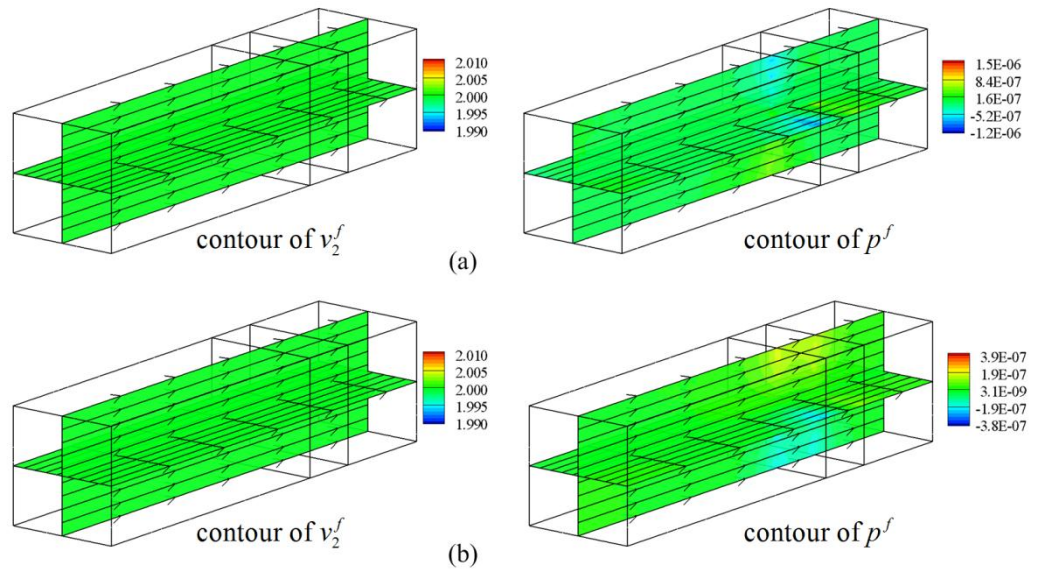 2.010
2.005
2.000
1.995
1.990
1.5E-06
8.4E-07
1.6E-07
-5.2E-07
-1.2E-06
contour of v₂ᶠ
contour of pᶠ
(a)
2.010
2.005
2.000
1.995
1.990
3.9E-07
1.9E-07
3.1E-09
-1.9E-07
-3.8E-07
contour of v₂ᶠ
contour of pᶠ
(b)